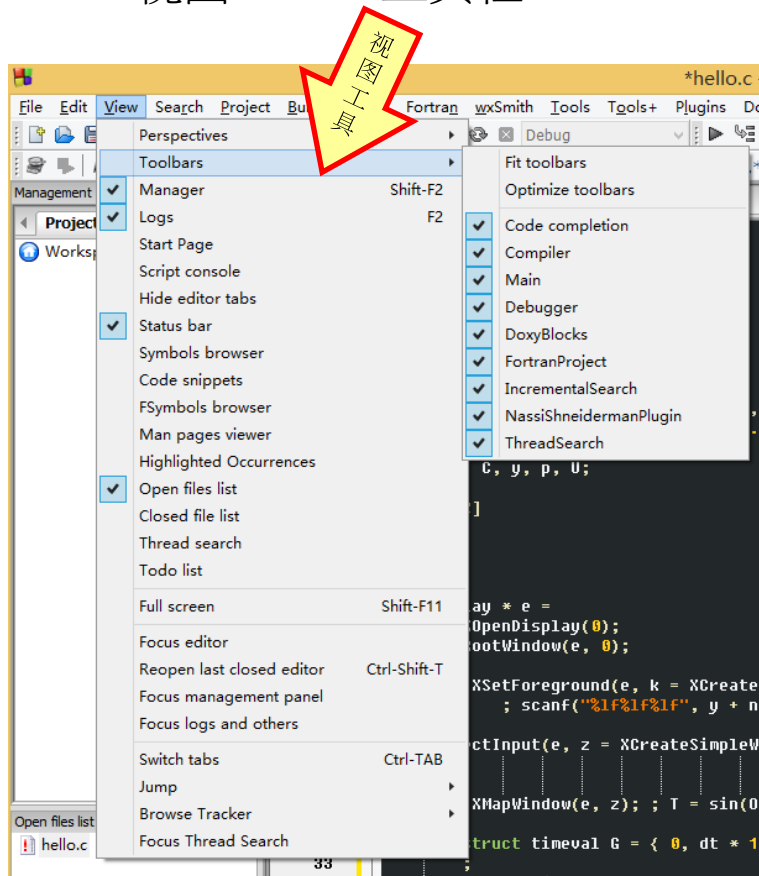 视图
工具
*hello.c
File Edit View Search Project Fortran wxSmith Tools Tools+ Plugins
Debug
Perspectives
Toolbars
Fit toolbars
Optimize toolbars
Management
Manager Shift-F2
Logs F2
Start Page
Script console
Hide editor tabs
Status bar
Symbols browser
Code snippets
FSymbols browser
Man pages viewer
Highlighted Occurrences
Open files list
Closed file list
Thread search
Todo list
Full screen Shift-F11
Focus editor
Reopen last closed editor Ctrl-Shift-T
Focus management panel
Focus logs and others
Switch tabs Ctrl-TAB
Jump
Browse Tracker
Focus Thread Search
Code completion
Compiler
Main
Debugger
DoxyBlocks
FortranProject
IncrementalSearch
NassiShneidermanPlugin
ThreadSearch
C, y, p, U;
]
ay * e =
OpenDisplay(0);
ootWindow(e, 0);
XSetForeground(e, k = XCreate
; scanf("%lf%lf%lf", y + n
ctInput(e, z = XCreateSimpleW
XMapWindow(e, z); ; T = sin(O
truct timeval G = { 0, dt * 1
;
33
Open files list
hello.c